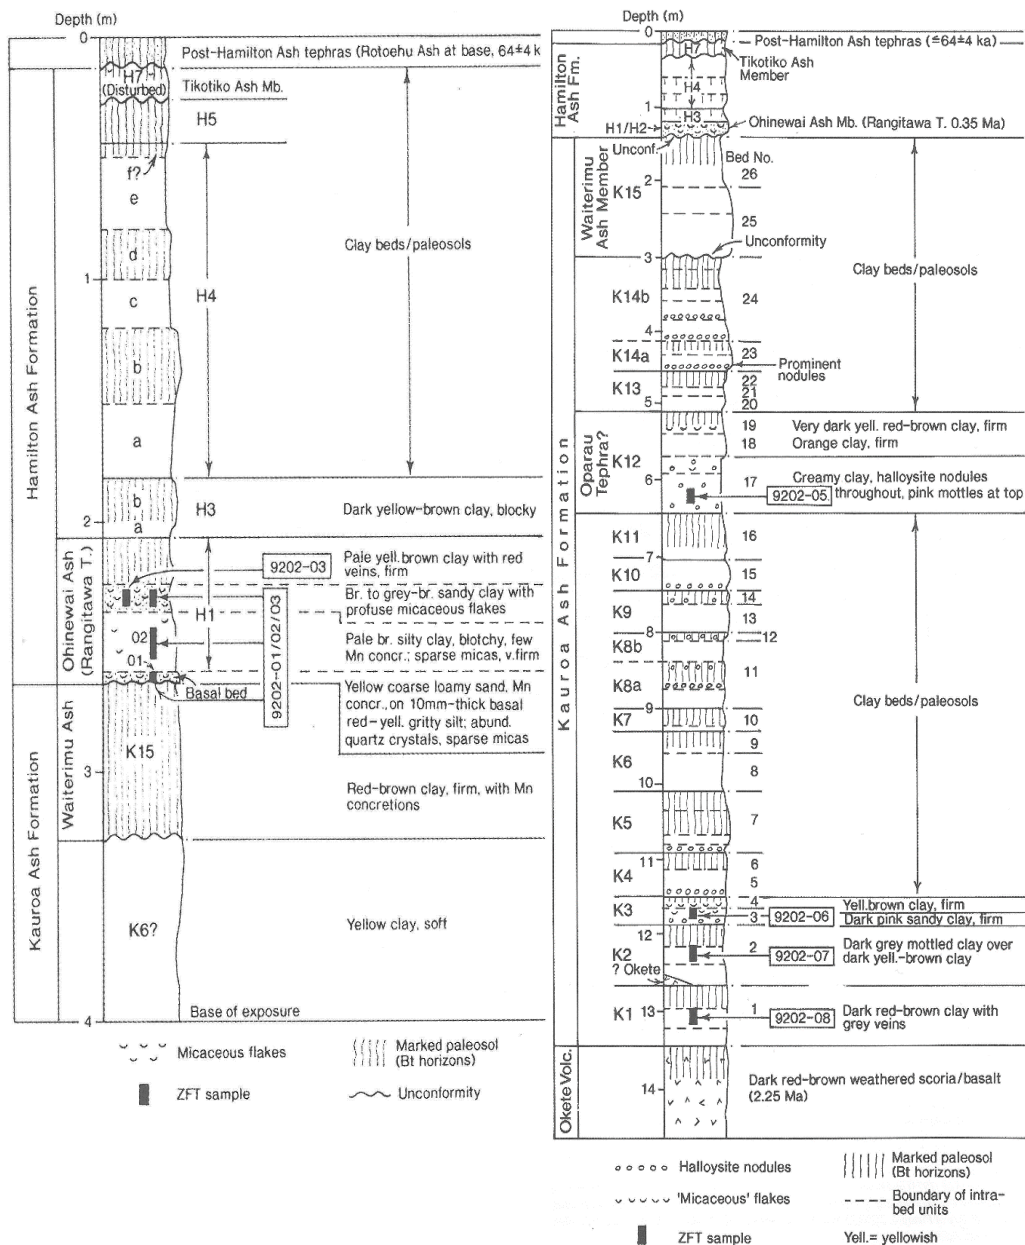 Depth (m)
0
Post-Hamilton Ash tephras (Rotoehu Ash at base, 64±4 k
H7
(Disturbed)
Tikotiko Ash Mb.
H5
f?
e
d
1
c
H4
Clay beds/paleosols
b
a
b
H3
Dark yellow-brown clay, blocky
2
a
Hamilton Ash Formation
Ohinewai Ash
(Rangitawa T.)
9202-03
Pale yell. brown clay with red
veins, firm
Br. to grey-br. sandy clay with
profuse micaceous flakes
H1
9202-01/02/03
02
Pale br. silty clay, blotchy, few
Mn concr.; sparse micas, v.firm
01
Basal bed
Yellow coarse loamy sand, Mn
concr., on 10mm-thick basal
red-yell. gritty silt; abund.
quartz crystals, sparse micas
Kauroa Ash Formation
Waiterimu Ash
K15
3
Red-brown clay, firm, with Mn
concretions
K6?
Yellow clay, soft
4
Base of exposure
Micaceous flakes
Marked paleosol
(Bt horizons)
ZFT sample
Unconformity
Depth (m)
0
Post-Hamilton Ash tephras (≤64±4 ka)
H7
Tikotiko Ash
Member
Hamilton
Ash Fm.
H4
1
H3
H1/H2
Ohinewai Ash Mb. (Rangitawa T. 0.35 Ma)
Unconf.
Bed No.
Waiterimu
Ash Member
26
2
K15
25
Unconformity
3
Clay beds/paleosols
K14b
24
4
K14a
23
Prominent
nodules
K13
22
21
5
20
Kauroa Ash Formation
Oparau
Tephra?
19
Very dark yell. red-brown clay, firm
18
Orange clay, firm
K12
17
Creamy clay, halloysite nodules
6
9202-05
throughout, pink mottles at top
K11
16
7
K10
15
14
K9
13
8
12
K8b
11
K8a
9
Clay beds/paleosols
K7
10
9
K6
8
10
K5
7
11
6
K4
5
4
Yell.brown clay, firm
K3
3
9202-06
Dark pink sandy clay, firm
12
K2
2
9202-07
Dark grey mottled clay over
dark yell.-brown clay
? Okete
K1
13
1
9202-08
Dark red-brown clay with
grey veins
Okete Volc.
14
Dark red-brown weathered scoria/basalt
(2.25 Ma)
Halloysite nodules
Marked paleosol
(Bt horizons)
'Micaceous' flakes
Boundary of intra-
bed units
ZFT sample
Yell.= yellowish